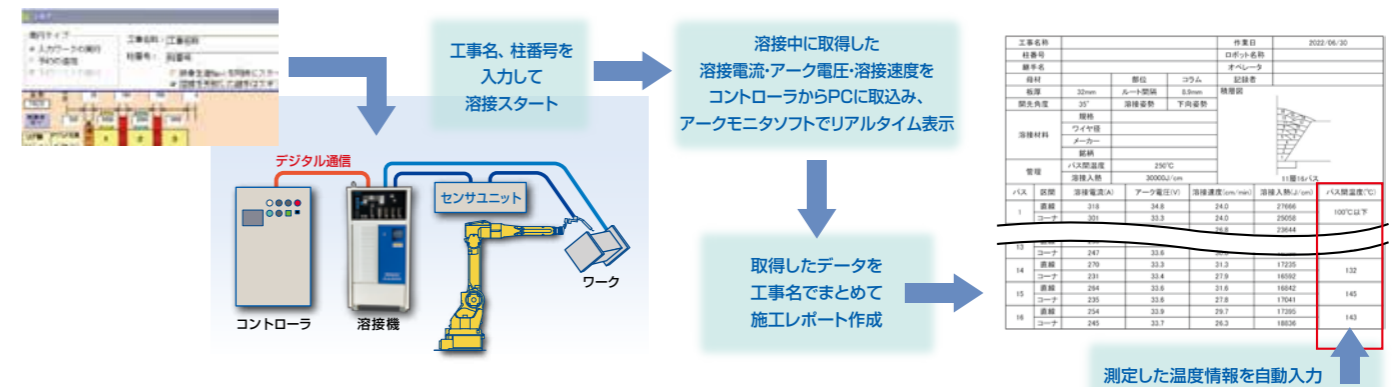 工事名称
工事名称
柱番号
柱番号
工事名、柱番号を
入力して
溶接スタート
溶接中に取得した
溶接電流・アーク電圧・溶接速度を
コントローラからPCに取込み、
アークモニタソフトでリアルタイム表示
デジタル通信
センサユニット
ワーク
コントローラ
溶接機
取得したデータを
工事名でまとめて
施工レポート作成
工事名称 作業日 2022/06/30
柱番号 ロボット名称
継手名 オペレータ
母材 部位 コラム 記録者
板厚 32mm ルート間隔 積層図
開先角度 35° 溶接姿勢 下向姿勢
溶接材料 規格
ワイヤ径
メーカー
銘柄
管理 パス間温度 250℃
溶接入熱 30000J/cm
11層16パス
パス 区間 溶接電流(A) アーク電圧(V) 溶接速度(cm/min) 溶接入熱(J/cm) パス間温度(℃)
1 直線 318 34.8 24.0 27666 100℃以下
コーナ 301 33.3 24.0 25058
26.8 23644
13
コーナ 247 33.6
14 直線 270 33.3 31.3 17235 132
コーナ 231 33.4 27.9 16592
15 直線 264 33.6 31.6 16842 145
コーナ 235 33.6 27.8 17041
16 直線 254 33.9 29.7 17395 143
コーナ 245 33.7 26.3 18836
測定した温度情報を自動入力